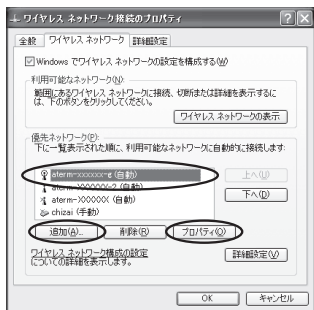 ワイヤレス ネットワーク接続のプロパティ
全般 ワイヤレス ネットワーク 詳細設定
Windows でワイヤレス ネットワークの設定を構成する(W)
利用可能なネットワーク(N):
範囲にあるワイヤレス ネットワークに接続、切断または詳細を表示するに
は、下のボタンをクリックしてください。
ワイヤレス ネットワークの表示
優先ネットワーク(P):
下に一覧表示された順に、利用可能なネットワークに自動的に接続します:
aterm-xxxxxx-g (自動)
aterm-XXXXXX-2 (自動)
aterm-XXXXXX (自動)
chizai (手動)
上へ(U)
下へ(D)
追加(A)... 削除(R) プロパティ(O)
ワイヤレス ネットワーク構成の設定
についての詳細を表示します。
詳細設定(V)
OK キャンセル